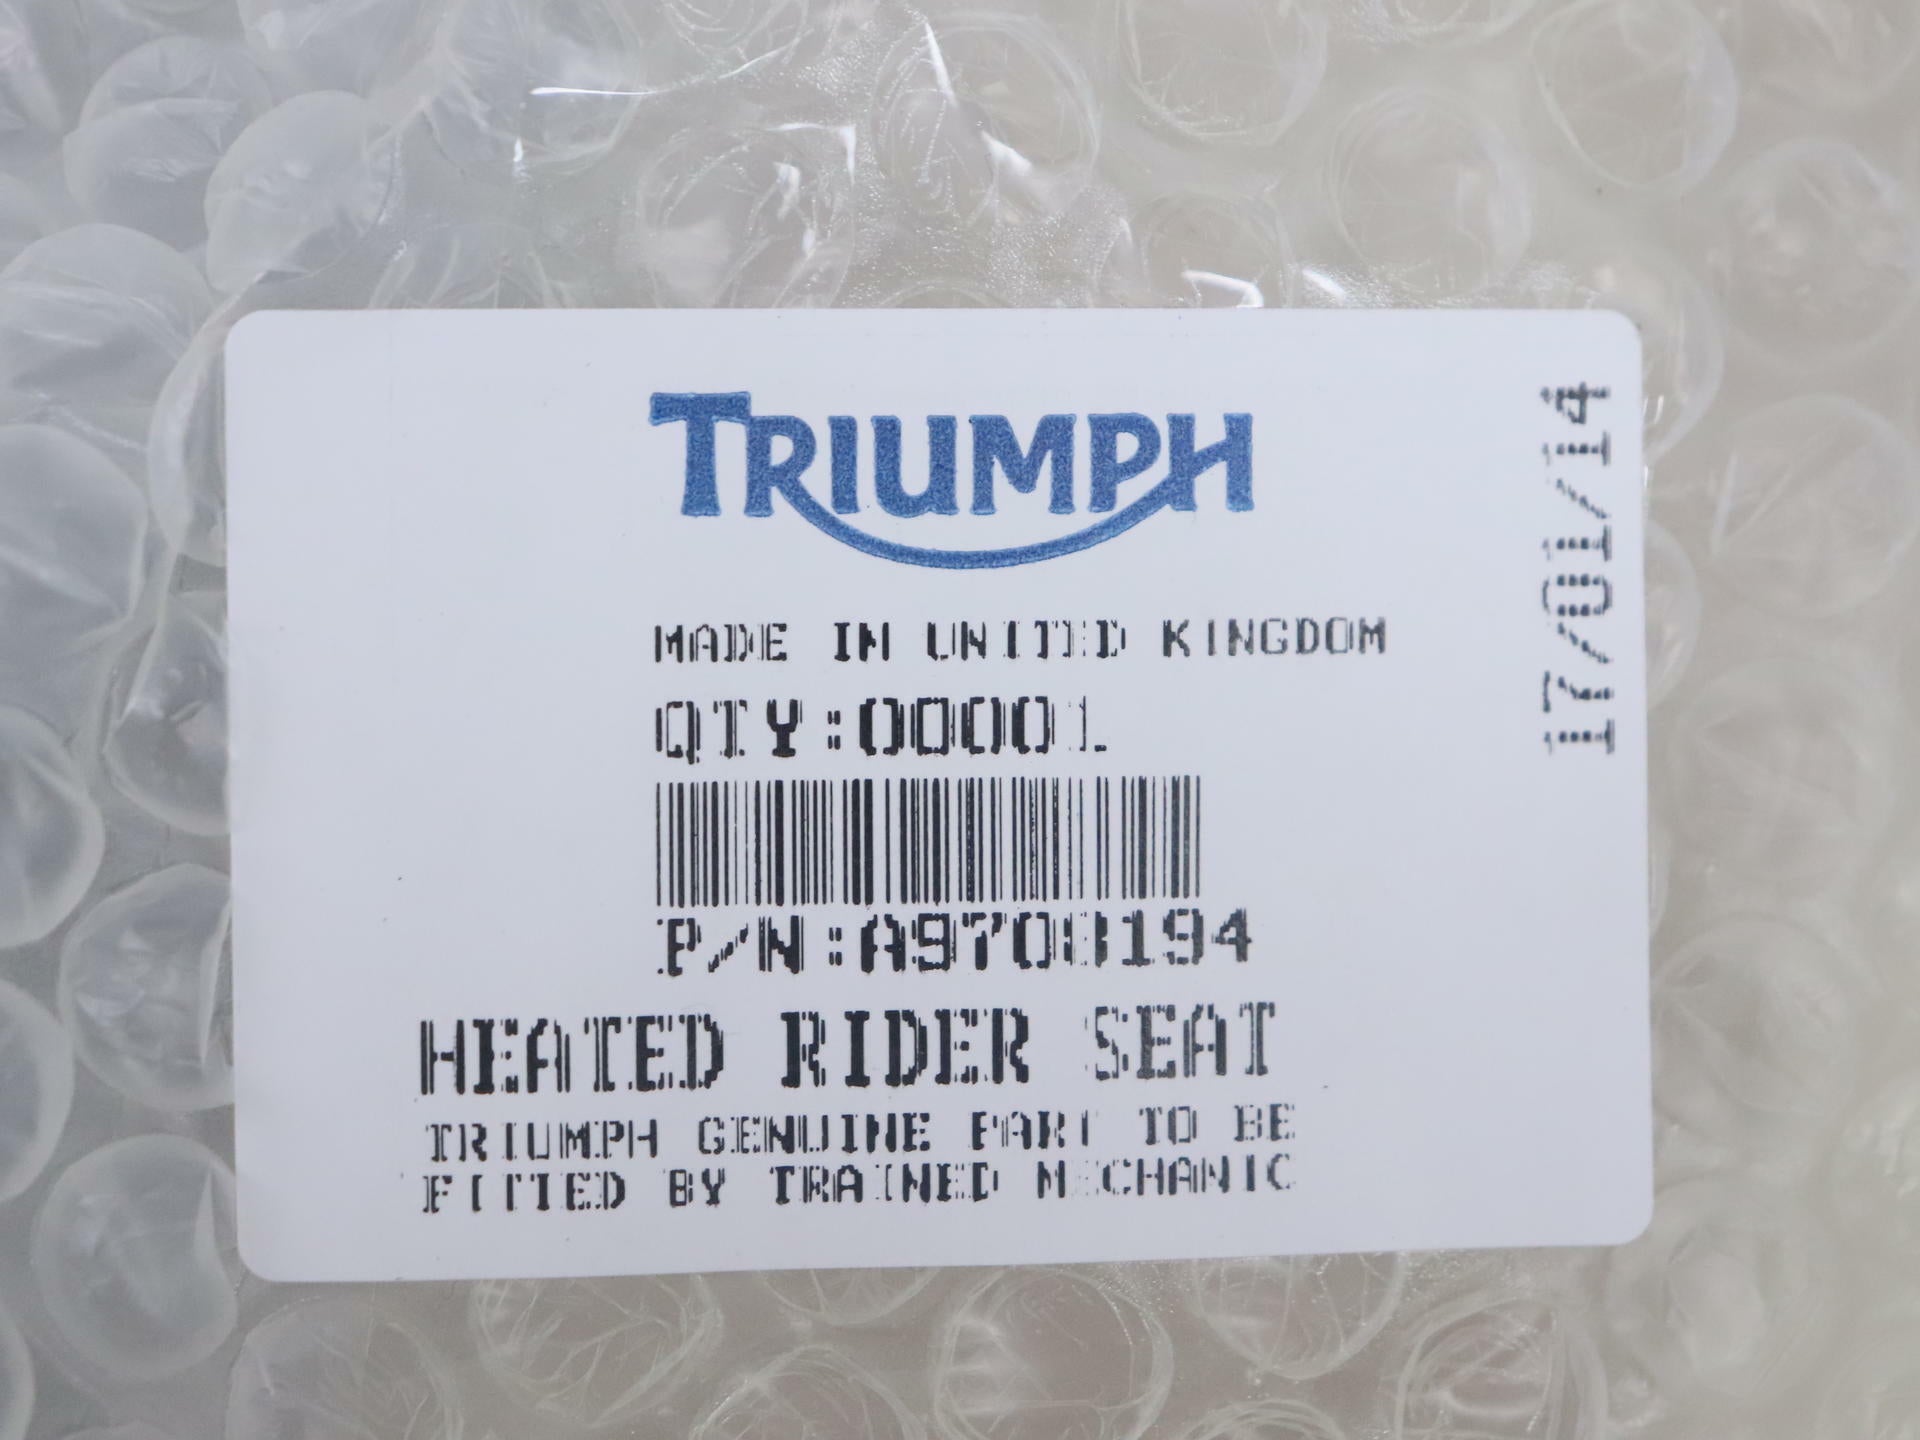 TRIUMPH
MADE IN UNITED KINGDOM
QTY:00001
P/N:A9708194
HEATED RIDER SEAT
TRIUMPH GENUINE PART TO BE
FITTED BY TRAINED MECHANIC
17/01/14